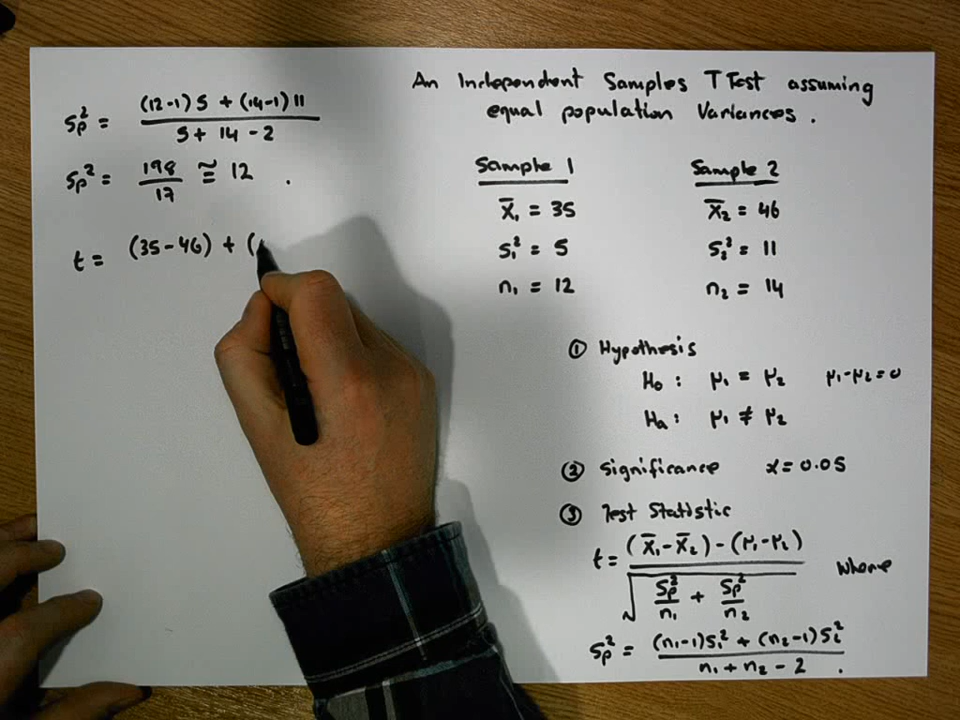 An Independent Samples T Test assuming
equal population Variances.
Sp² = (12-1)5 + (14-1)11 / 5 + 14 - 2
Sp² = 198 / 17 ≅ 12 .
t = (35-46) + (
Sample 1
x̄₁ = 35
S₁² = 5
n₁ = 12
Sample 2
x̄₂ = 46
S₂² = 11
n₂ = 14
① Hypothesis
H₀ : μ₁ = μ₂ μ₁-μ₂=0
Ha : μ₁ ≠ μ₂
② Significance α = 0.05
③ Test Statistic
t = (x̄₁-x̄₂) - (μ₁-μ₂) / √(Sp²/n₁ + Sp²/n₂) where
Sp² = (n₁-1)S₁² + (n₂-1)S₂² / n₁ + n₂ - 2 .